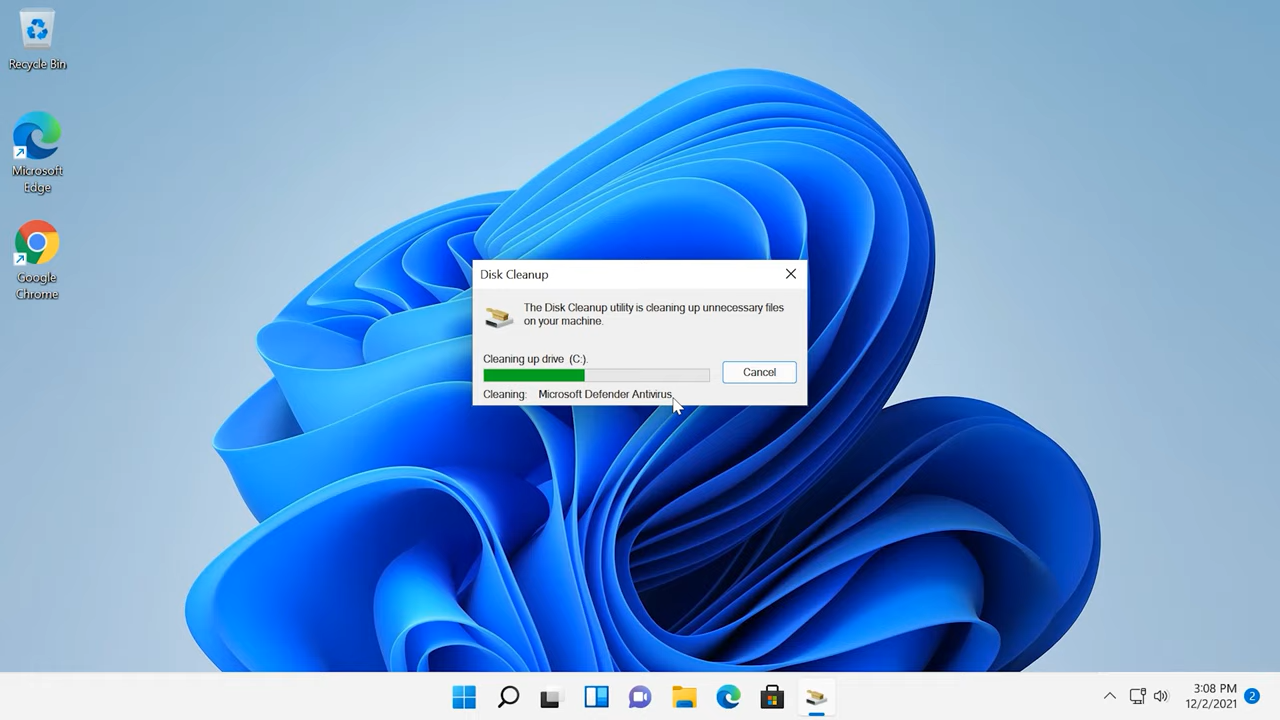 Recycle Bin
Microsoft
Edge
Google
Chrome
Disk Cleanup
The Disk Cleanup utility is cleaning up unnecessary files
on your machine.
Cleaning up drive (C:).
Cancel
Cleaning: Microsoft Defender Antivirus
3:08 PM
12/2/2021
2